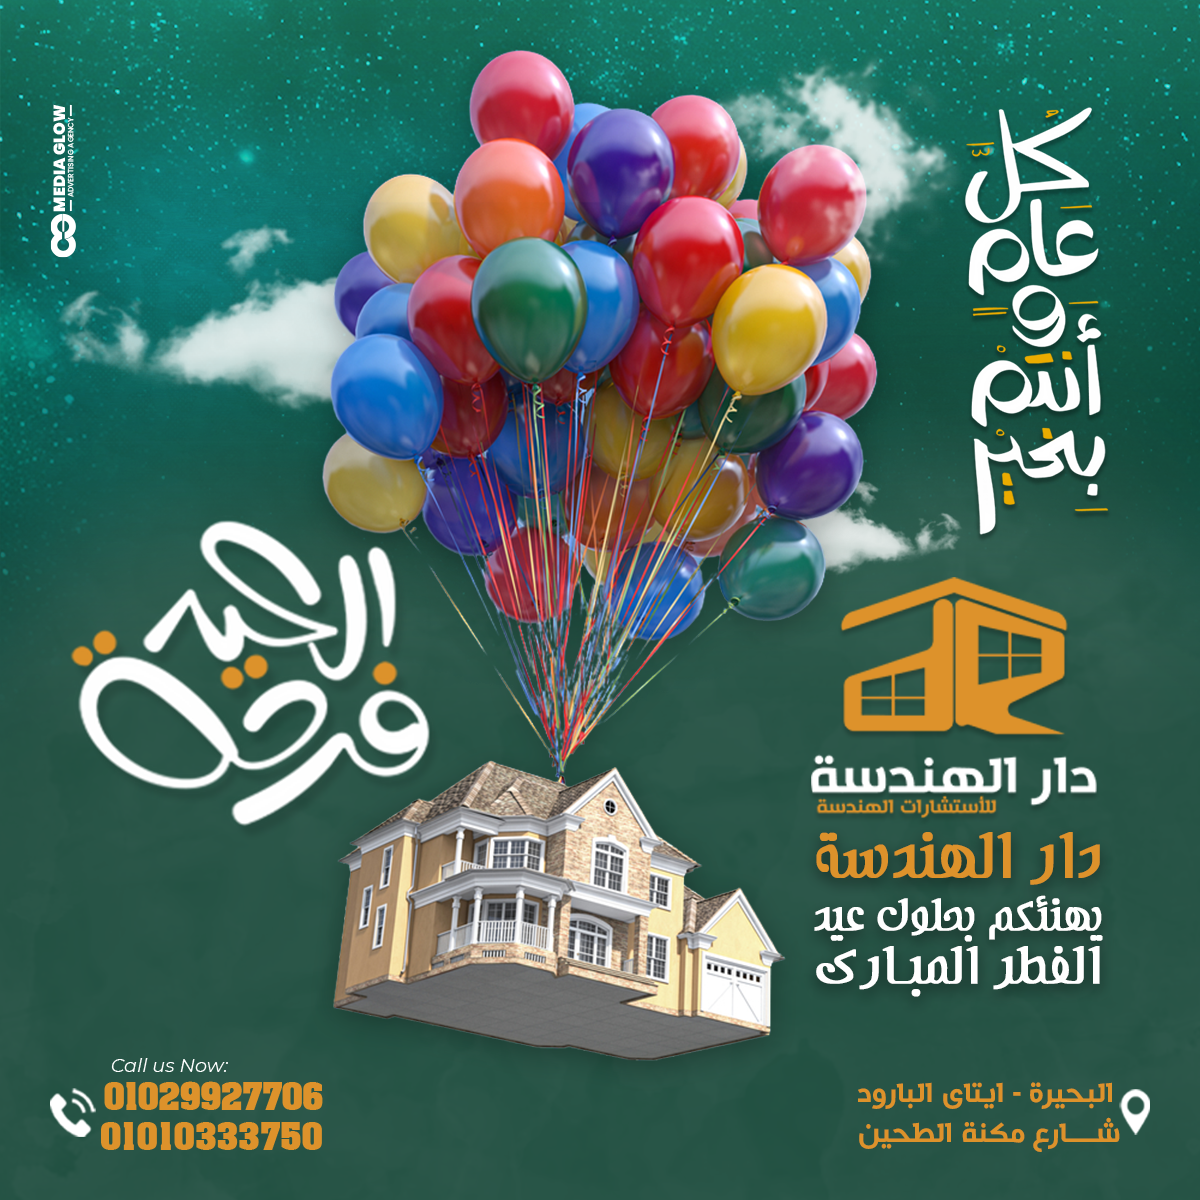 MEDIA GLOW
ADVERTISING AGENCY
كل
عام
و
أنتم
بخير
فرحة
العيد
دار الهندسة
للأستشارات الهندسة
دار الهندسة
يهنئكم بحلول عيد
الفطر المبارك
Call us Now:
01029927706
01010333750
البحيرة - ايتاى البارود
شــارع مكنة الطحين